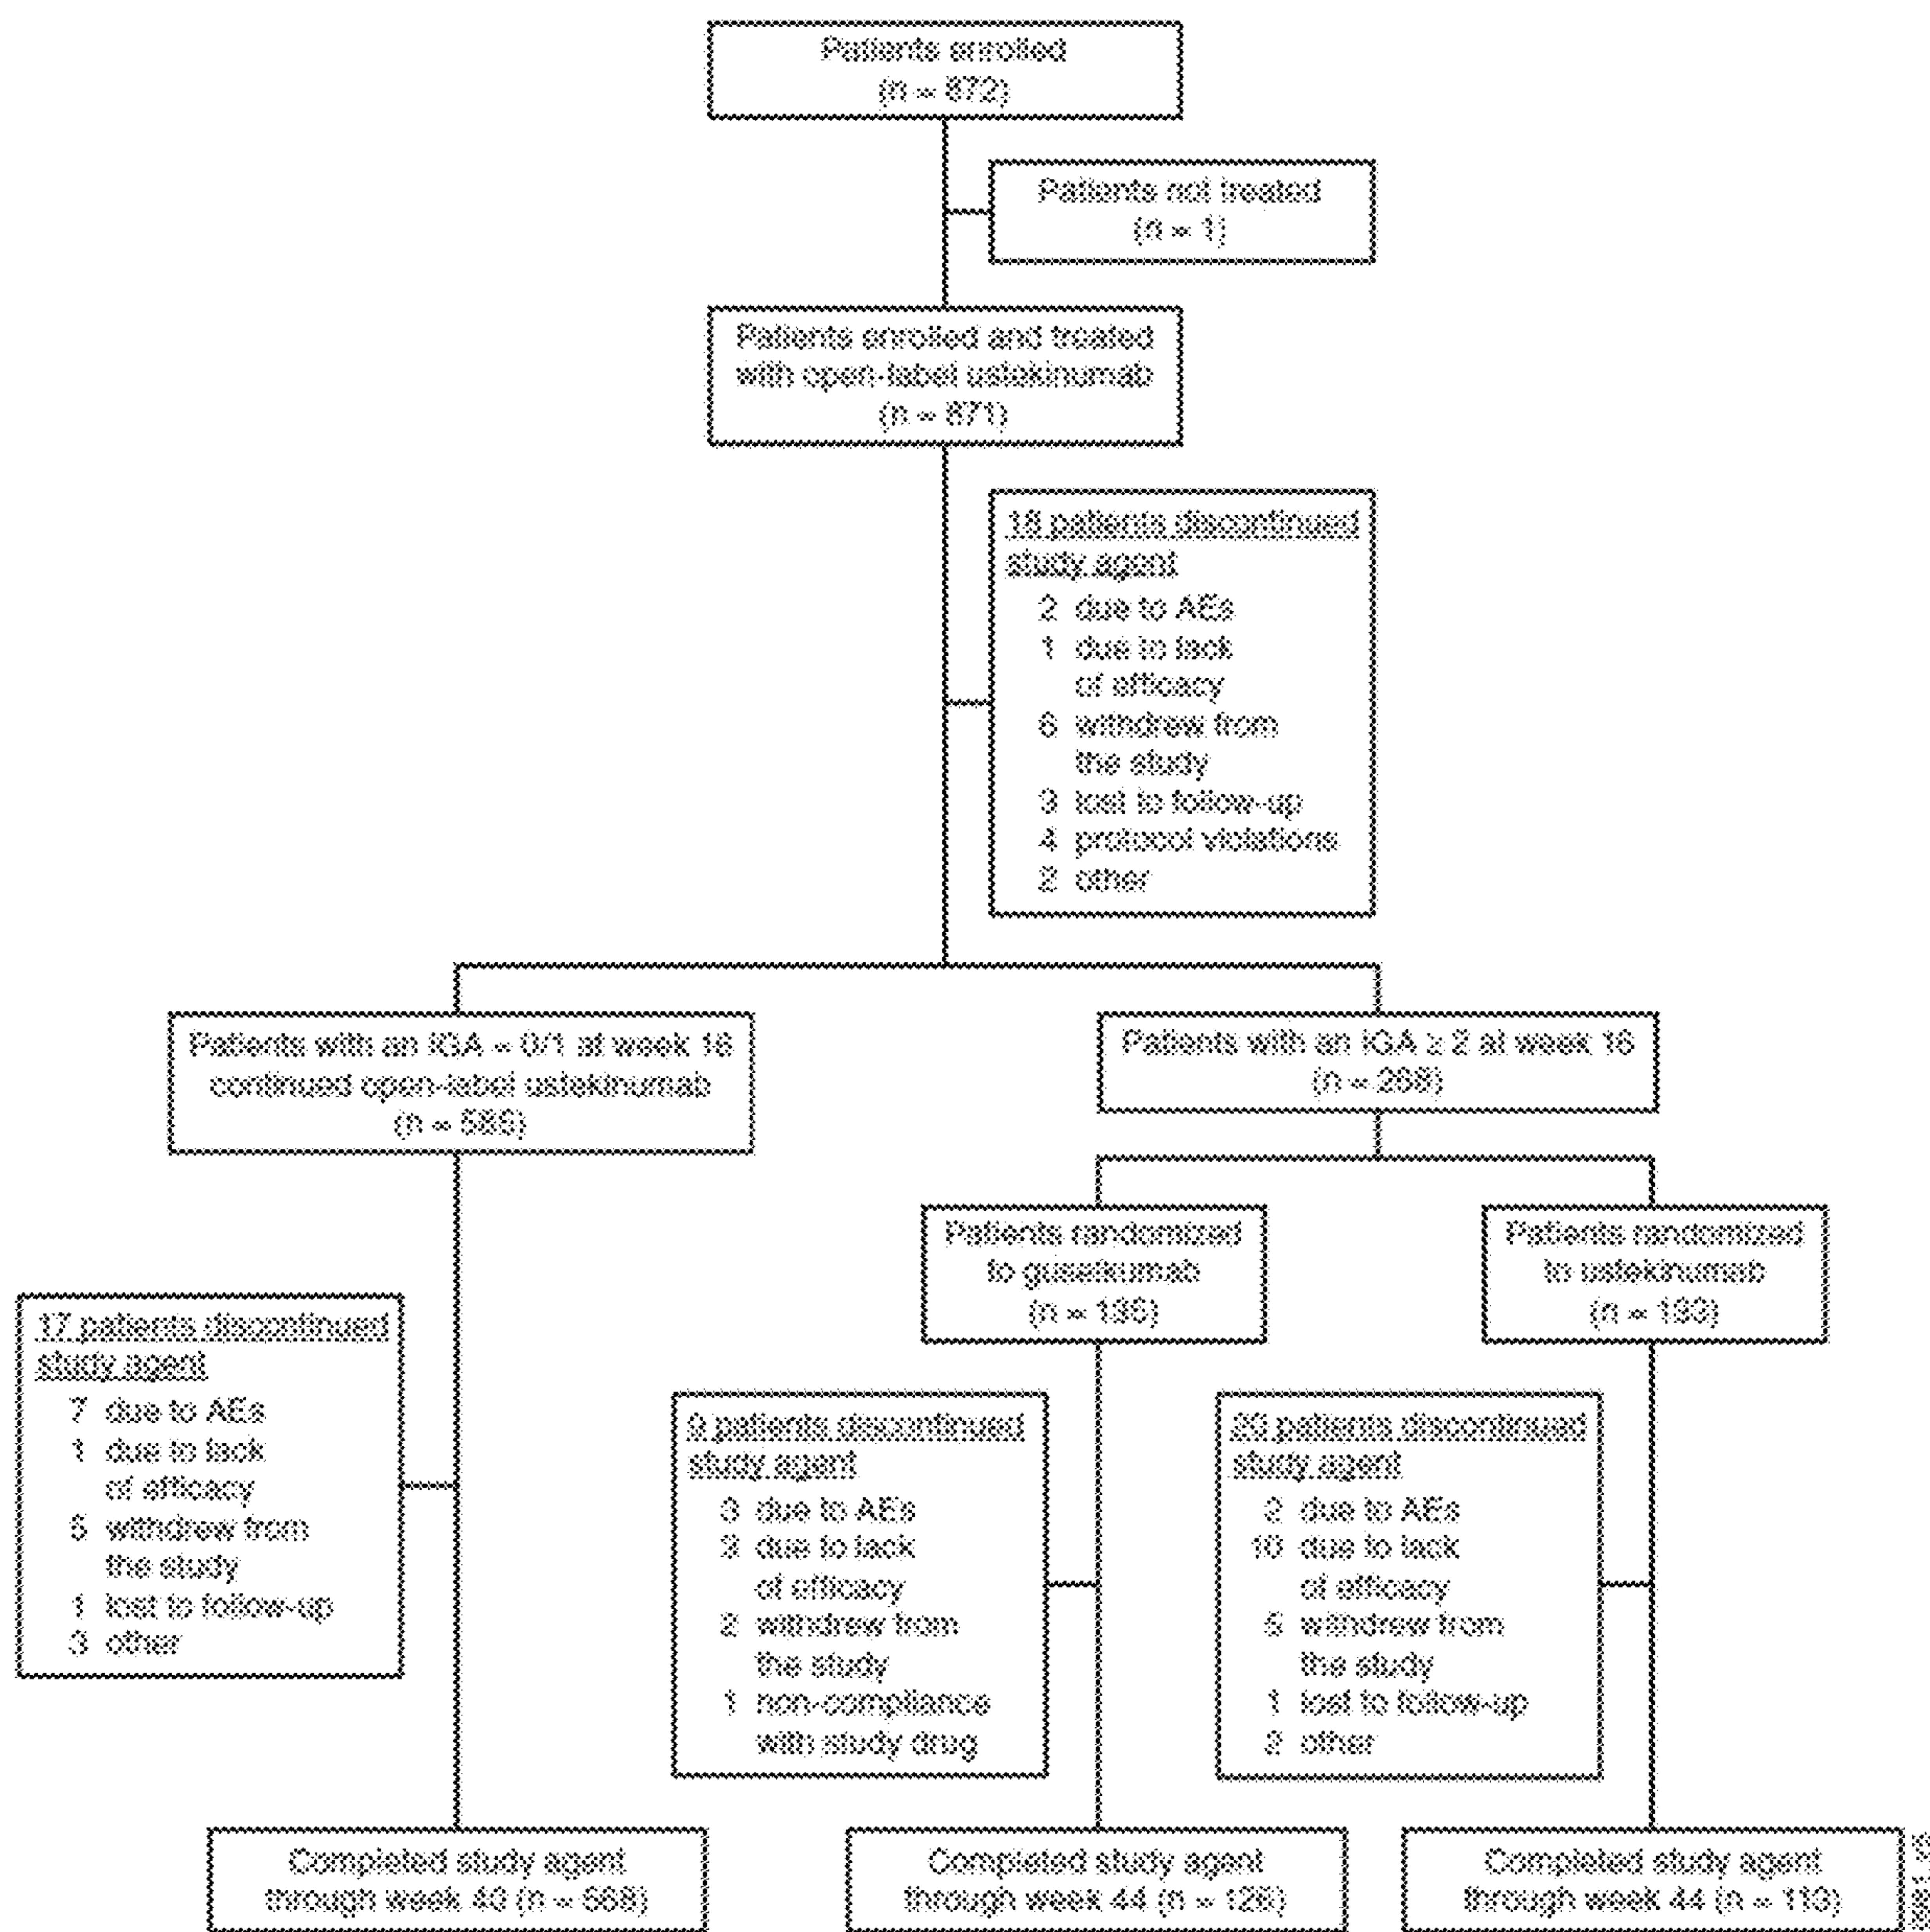 Patients enrolled
(n = 872)
Patients not treated
(n = 1)
Patients enrolled and treated
with open-label ustekinumab
(n = 871)
18 patients discontinued
study agent
2 due to AEs
1 due to lack
of efficacy
6 withdrew from
the study
3 lost to follow-up
4 protocol violations
2 other
Patients with an IGA = 0/1 at week 16
continued open-label ustekinumab
(n = 585)
Patients with an IGA ≥ 2 at week 16
(n = 268)
Patients randomized
to guselkumab
(n = 135)
Patients randomized
to ustekinumab
(n = 133)
17 patients discontinued
study agent
7 due to AEs
1 due to lack
of efficacy
5 withdrew from
the study
1 lost to follow-up
3 other
9 patients discontinued
study agent
3 due to AEs
3 due to lack
of efficacy
2 withdrew from
the study
1 non-compliance
with study drug
20 patients discontinued
study agent
2 due to AEs
10 due to lack
of efficacy
5 withdrew from
the study
1 lost to follow-up
2 other
Completed study agent
through week 40 (n = 568)
Completed study agent
through week 44 (n = 126)
Completed study agent
through week 44 (n = 113)